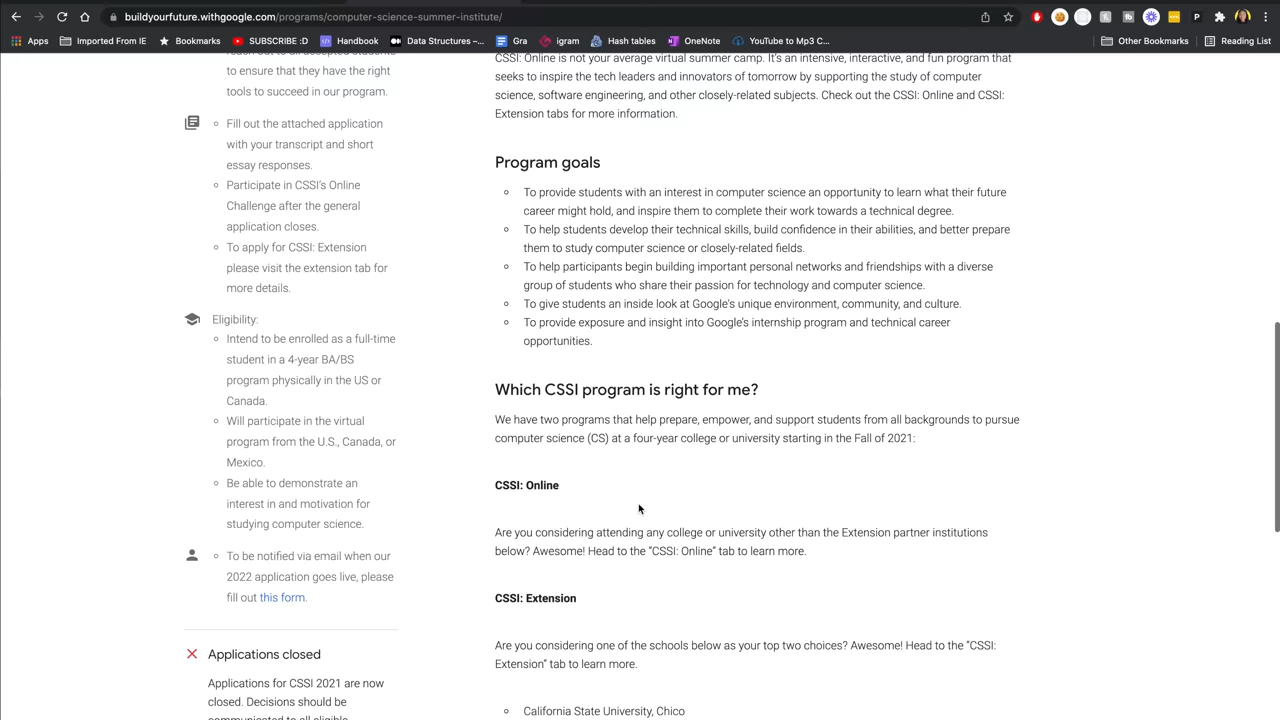 buildyourfuture.withgoogle.com/programs/computer-science-summer-institute/
Apps
Imported From IE
Bookmarks
SUBSCRIBE :D
Handbook
Data Structures –...
Gra
igram
Hash tables
OneNote
YouTube to Mp3 C...
Other Bookmarks
Reading List
to ensure that they have the right
tools to succeed in our program.
Fill out the attached application
with your transcript and short
essay responses.
Participate in CSSI's Online
Challenge after the general
application closes.
To apply for CSSI: Extension
please visit the extension tab for
more details.
Eligibility:
Intend to be enrolled as a full-time
student in a 4-year BA/BS
program physically in the US or
Canada.
Will participate in the virtual
program from the U.S., Canada, or
Mexico.
Be able to demonstrate an
interest in and motivation for
studying computer science.
To be notified via email when our
2022 application goes live, please
fill out this form.
Applications closed
Applications for CSSI 2021 are now
closed. Decisions should be
communicated to all eligible
CSSI: Online is not your average virtual summer camp. It's an intensive, interactive, and fun program that
seeks to inspire the tech leaders and innovators of tomorrow by supporting the study of computer
science, software engineering, and other closely-related subjects. Check out the CSSI: Online and CSSI:
Extension tabs for more information.
Program goals
To provide students with an interest in computer science an opportunity to learn what their future
career might hold, and inspire them to complete their work towards a technical degree.
To help students develop their technical skills, build confidence in their abilities, and better prepare
them to study computer science or closely-related fields.
To help participants begin building important personal networks and friendships with a diverse
group of students who share their passion for technology and computer science.
To give students an inside look at Google's unique environment, community, and culture.
To provide exposure and insight into Google's internship program and technical career
opportunities.
Which CSSI program is right for me?
We have two programs that help prepare, empower, and support students from all backgrounds to pursue
computer science (CS) at a four-year college or university starting in the Fall of 2021:
CSSI: Online
Are you considering attending any college or university other than the Extension partner institutions
below? Awesome! Head to the "CSSI: Online" tab to learn more.
CSSI: Extension
Are you considering one of the schools below as your top two choices? Awesome! Head to the "CSSI:
Extension" tab to learn more.
California State University, Chico